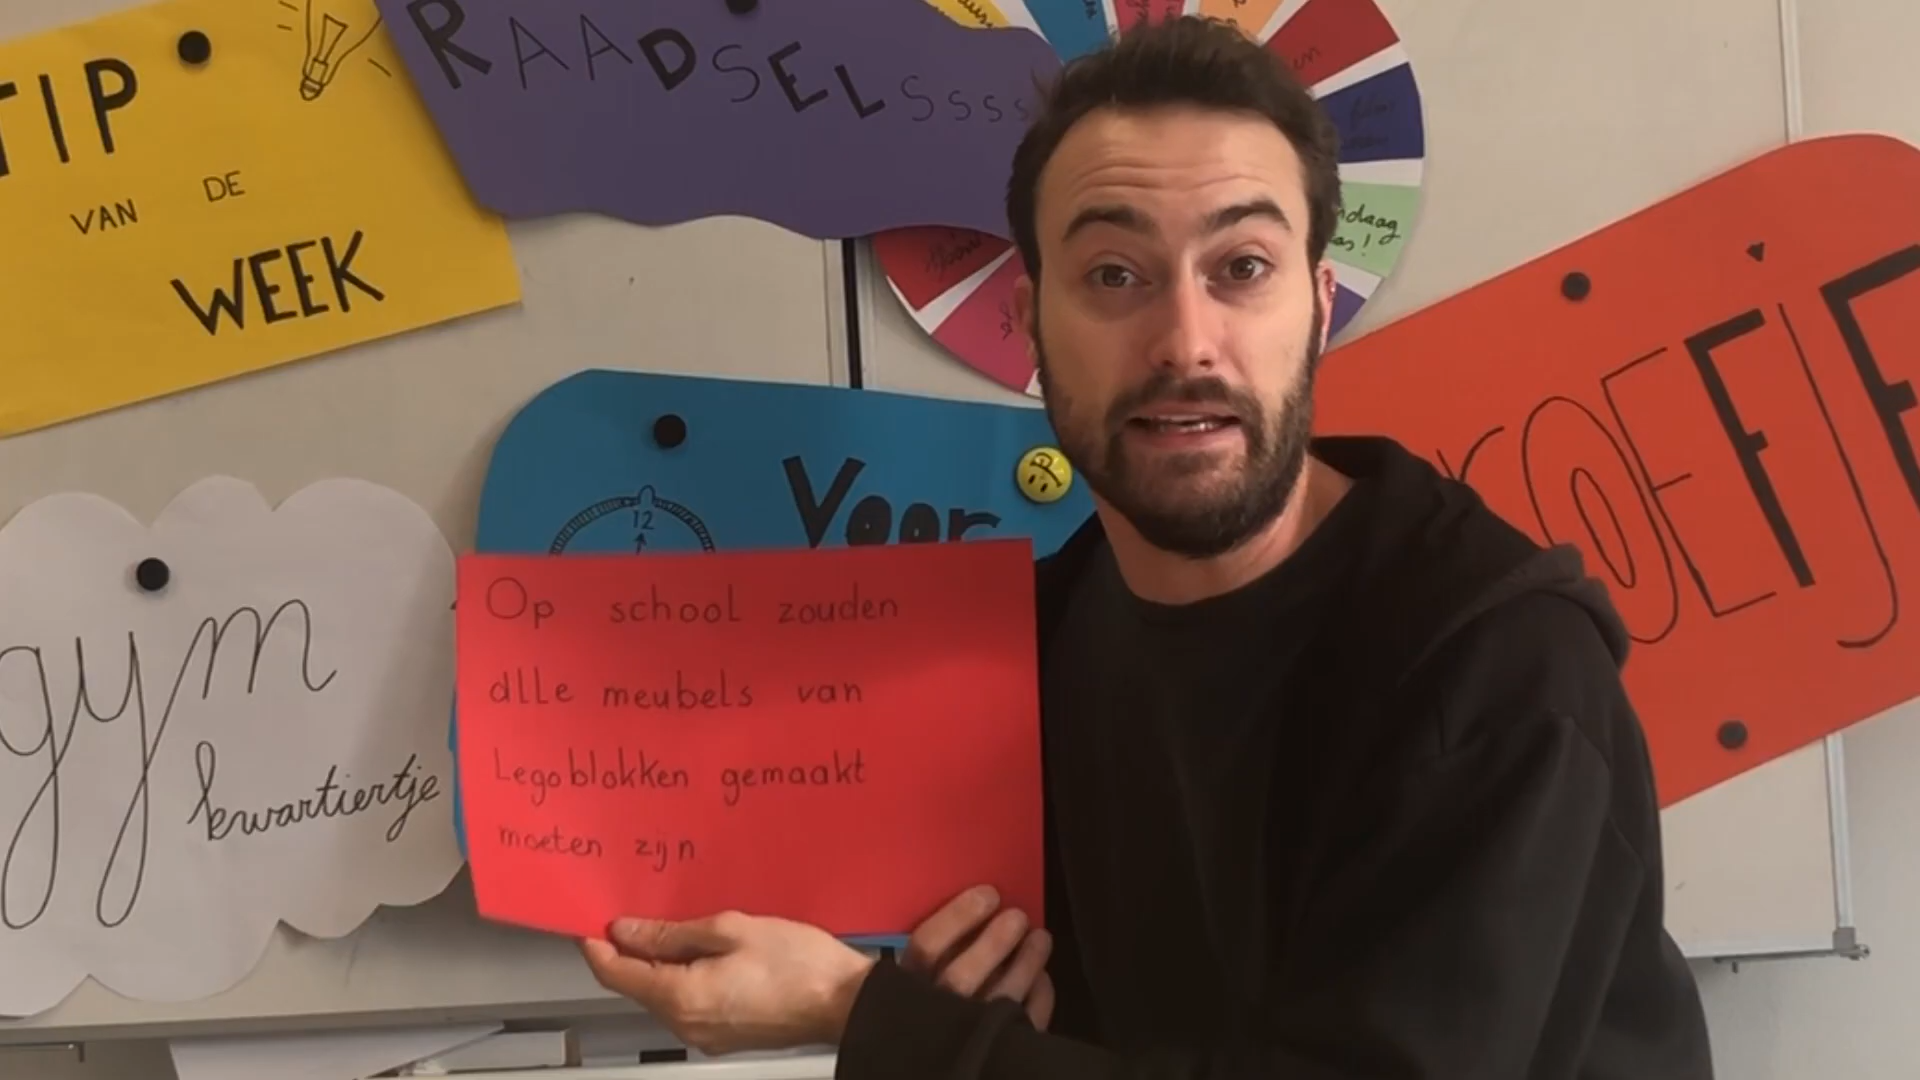 TIP
VAN DE
WEEK
RAADSELSSSS
12
Voor
gym
kwartiertje
Op school zouden
alle meubels van
Legoblokken gemaakt
moeten zijn